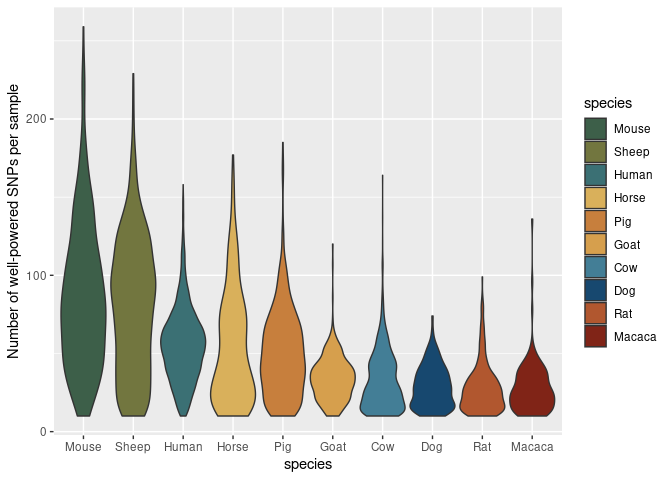 Number of well-powered SNPs per sample
200
100
0
Mouse Sheep Human Horse Pig Goat Cow Dog Rat Macaca
species
species
Mouse
Sheep
Human
Horse
Pig
Goat
Cow
Dog
Rat
Macaca